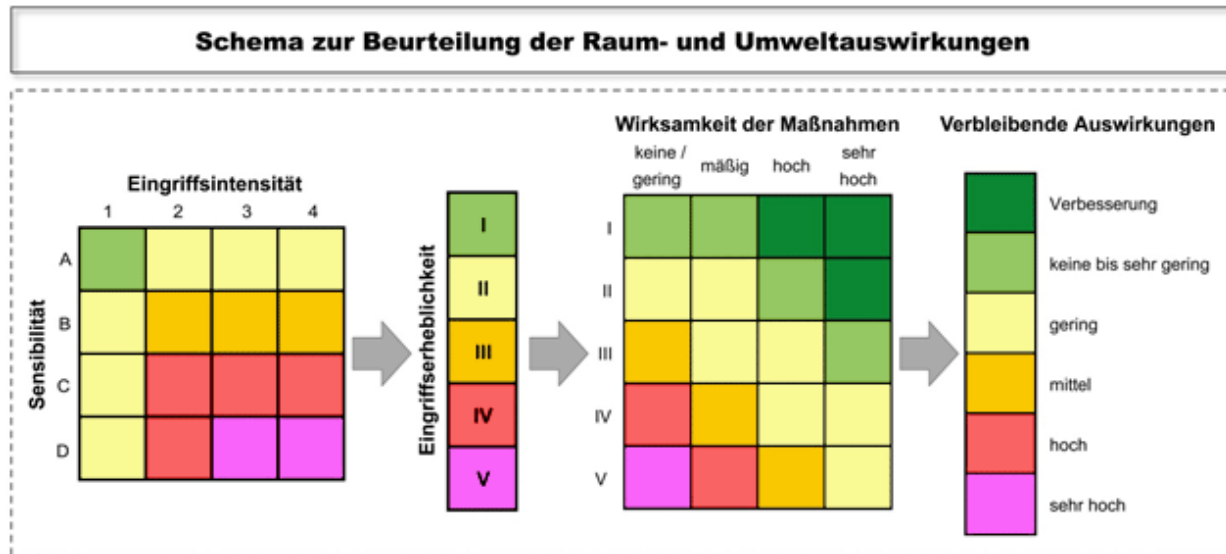 Schema zur Beurteilung der Raum- und Umweltauswirkungen
Eingriffsintensität
1 2 3 4
Sensibilität
A
B
C
D
Eingriffserheblichkeit
I
II
III
IV
V
Wirksamkeit der Maßnahmen
keine /
gering
mäßig
hoch
sehr
hoch
I
II
III
IV
V
Verbleibende Auswirkungen
Verbesserung
keine bis sehr gering
gering
mittel
hoch
sehr hoch